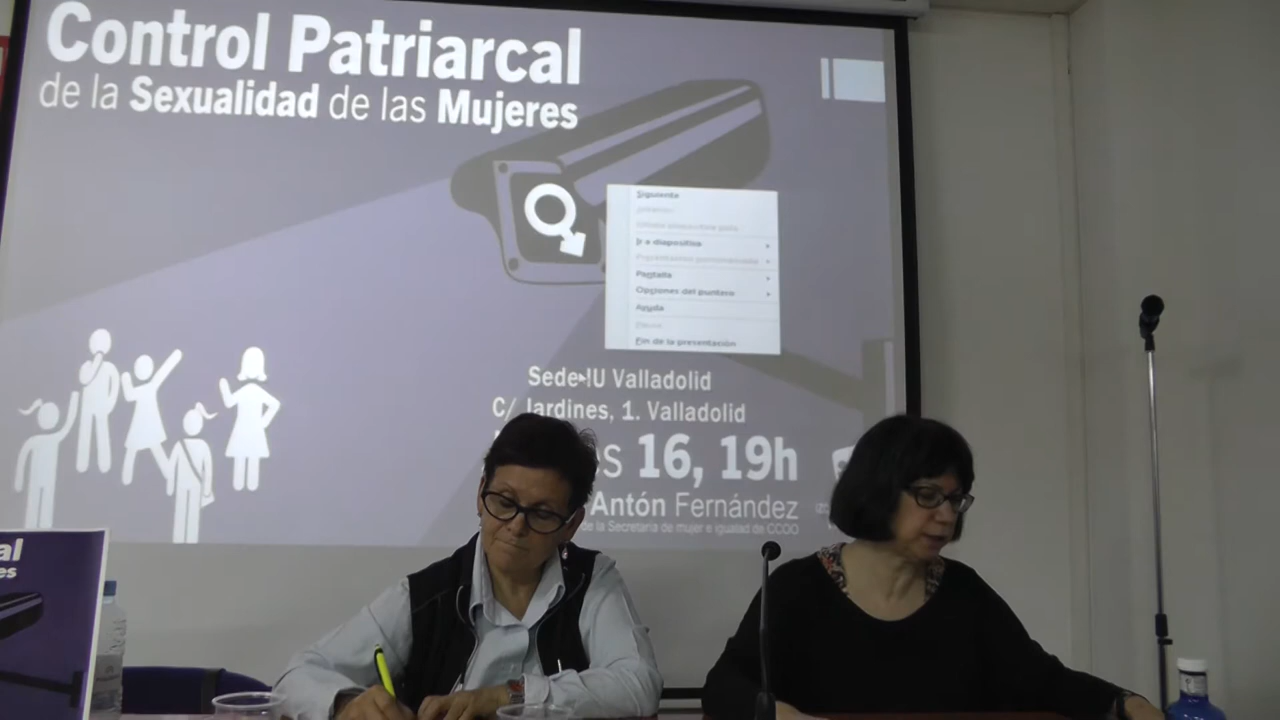 Control Patriarcal
de la Sexualidad de las Mujeres
Siguiente
Ir a diapositiva
Pantalla
Opciones del puntero
Ayuda
Fin de la presentación
Sede IU Valladolid
C/ Jardines, 1. Valladolid
16, 19h
Antón Fernández
de la Secretaría de mujer e igualdad de CCOO
al
es